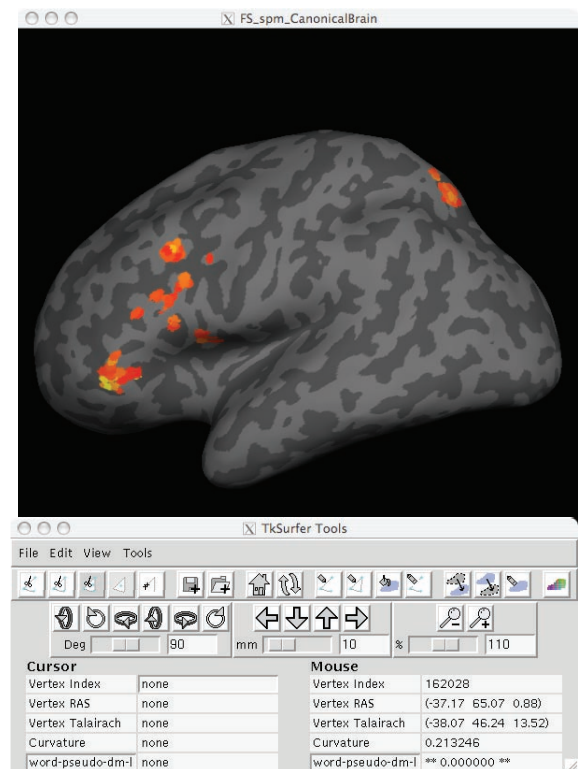 X FS_spm_CanonicalBrain
X TkSurfer Tools
File Edit View Tools
Deg 90 mm 10 % 110
Cursor Mouse
Vertex Index none Vertex Index 162028
Vertex RAS none Vertex RAS (-37.17 65.07 0.88)
Vertex Talairach none Vertex Talairach (-38.07 46.24 13.52)
Curvature none Curvature 0.213246
word-pseudo-dm-l none word-pseudo-dm-l ** 0.000000 **